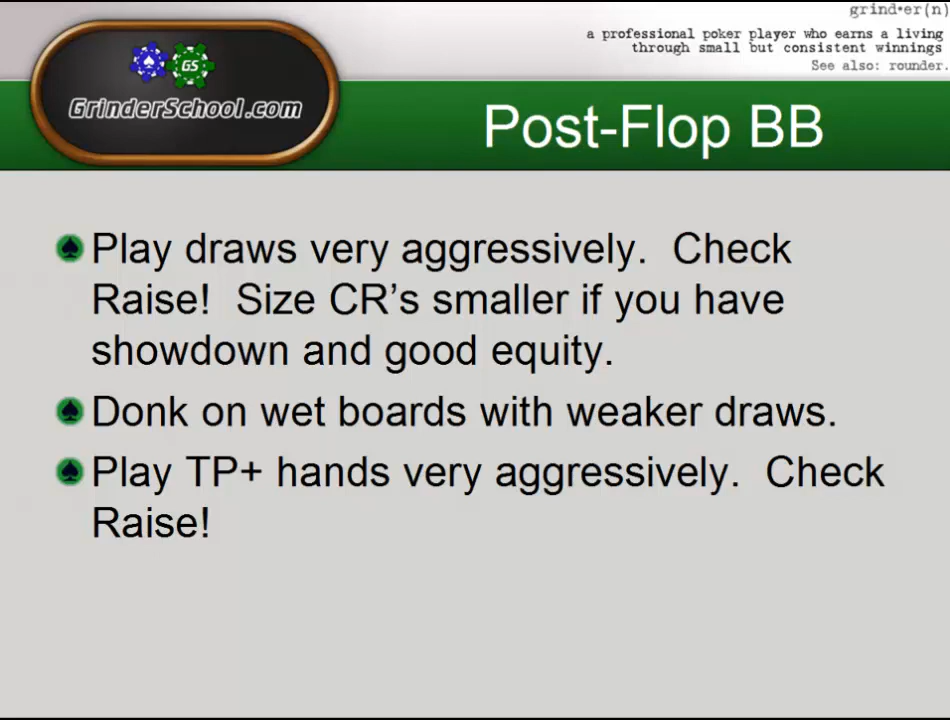 grind•er(n)
a professional poker player who earns a living
through small but consistent winnings
See also: rounder.
GS
GrinderSchool.com
Post-Flop BB
Play draws very aggressively.  Check
Raise!  Size CR’s smaller if you have
showdown and good equity.
Donk on wet boards with weaker draws.
Play TP+ hands very aggressively.  Check
Raise!